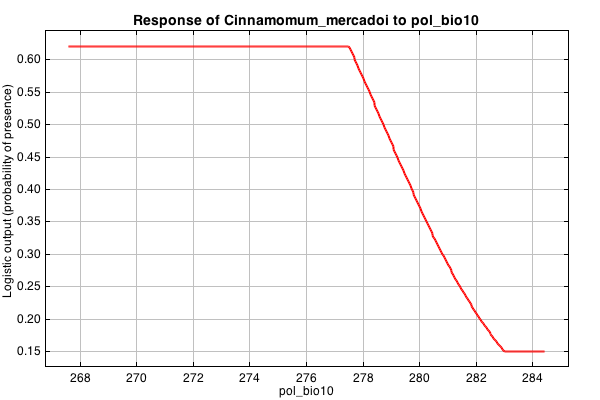 Response of Cinnamomum_mercadoi to pol_bio10
Logistic output (probability of presence)
0.60
0.55
0.50
0.45
0.40
0.35
0.30
0.25
0.20
0.15
268 270 272 274 276 278 280 282 284
pol_bio10